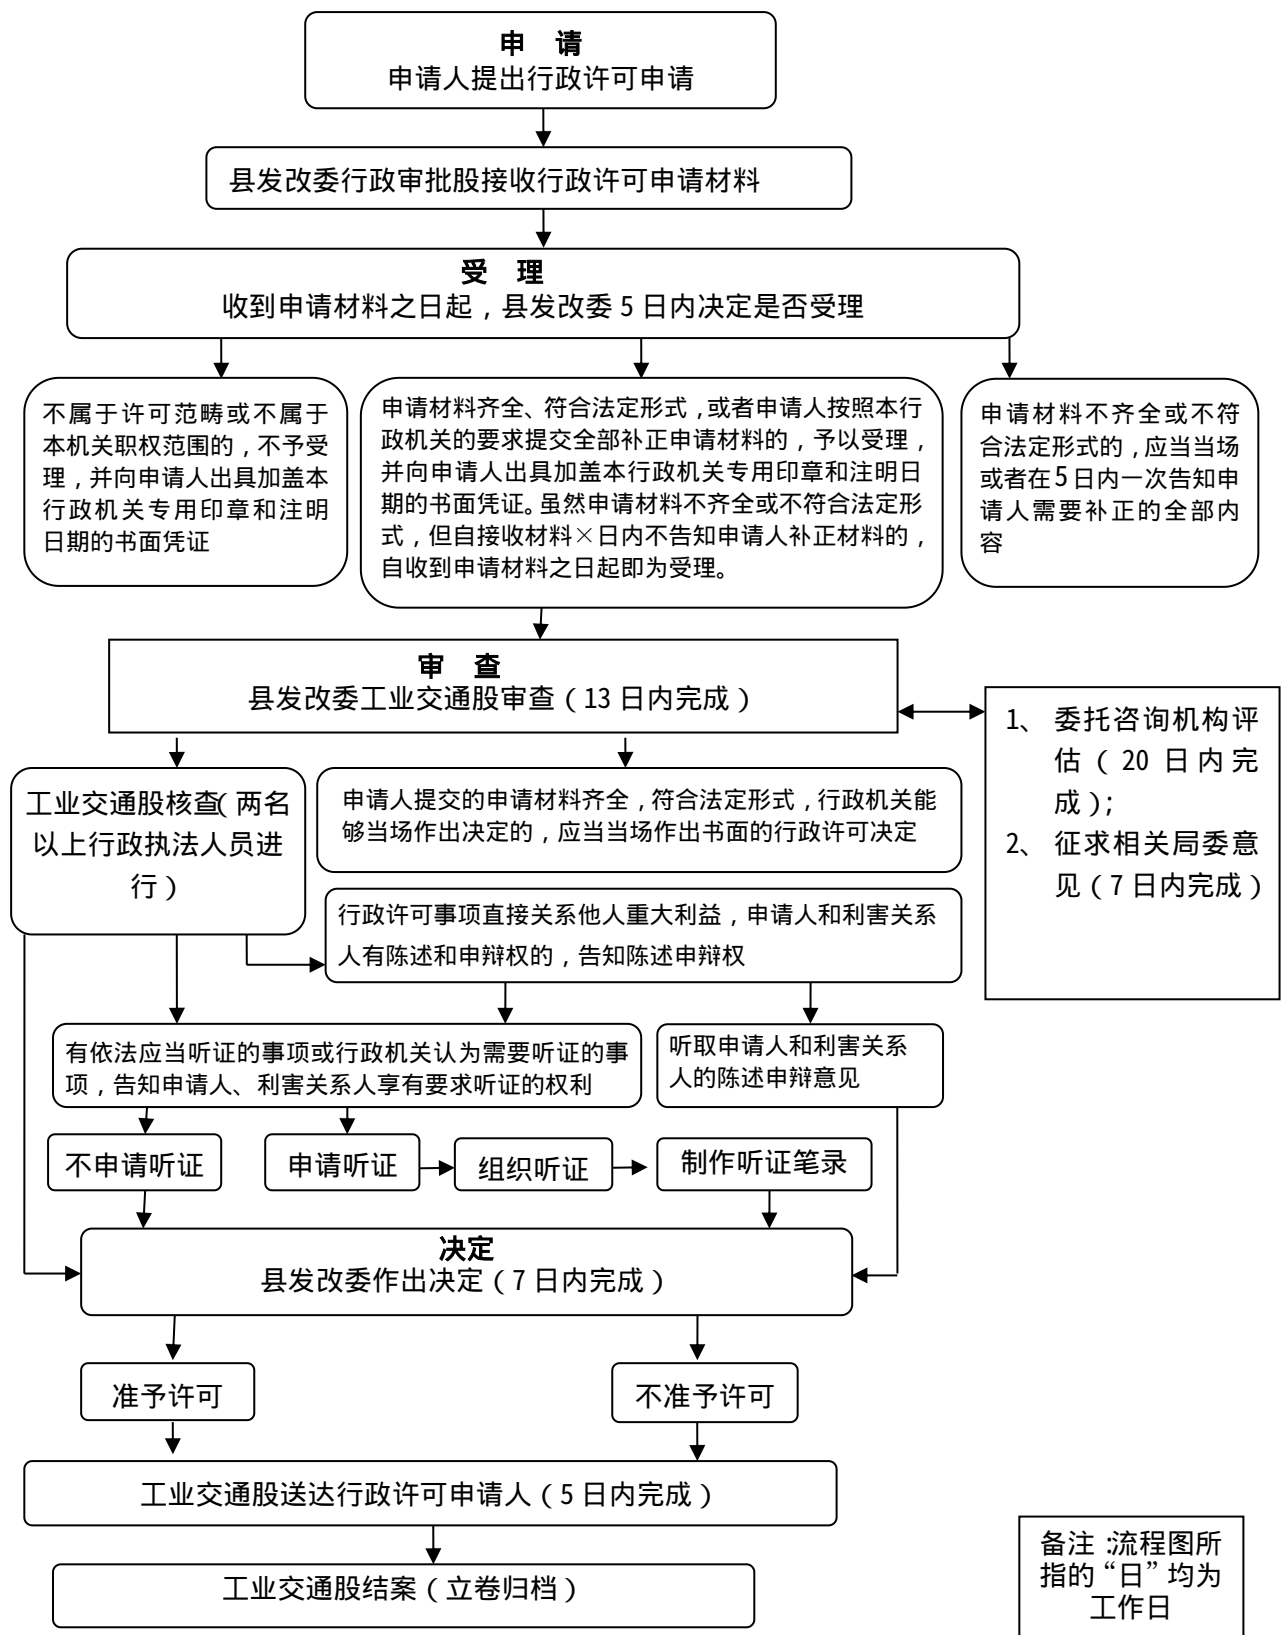 申 请
申请人提出行政许可申请
县发改委行政审批股接收行政许可申请材料
受 理
收到申请材料之日起，县发改委 5 日内决定是否受理
不属于许可范畴或不属于
本机关职权范围的，不予受
理，并向申请人出具加盖本
行政机关专用印章和注明
日期的书面凭证
申请材料齐全、符合法定形式，或者申请人按照本行
政机关的要求提交全部补正申请材料的，予以受理，
并向申请人出具加盖本行政机关专用印章和注明日
期的书面凭证。虽然申请材料不齐全或不符合法定形
式，但自接收材料×日内不告知申请人补正材料的，
自收到申请材料之日起即为受理。
申请材料不齐全或不符
合法定形式的，应当当场
或者在 5 日内一次告知申
请人需要补正的全部内
容
审 查
县发改委工业交通股审查（13 日内完成）
1、 委托咨询机构评
估（ 20 日内完
成）；
2、 征求相关局委意
见（7 日内完成）
工业交通股核查（两名
以上行政执法人员进
行）
申请人提交的申请材料齐全，符合法定形式，行政机关能
够当场作出决定的，应当当场作出书面的行政许可决定
行政许可事项直接关系他人重大利益，申请人和利害关系
人有陈述和申辩权的，告知陈述申辩权
有依法应当听证的事项或行政机关认为需要听证的事
项，告知申请人、利害关系人享有要求听证的权利
听取申请人和利害关系
人的陈述申辩意见
不申请听证
申请听证
组织听证
制作听证笔录
决定
县发改委作出决定（7 日内完成）
准予许可
不准予许可
工业交通股送达行政许可申请人（5 日内完成）
工业交通股结案（立卷归档）
备注：流程图所
指的“日”均为
工作日